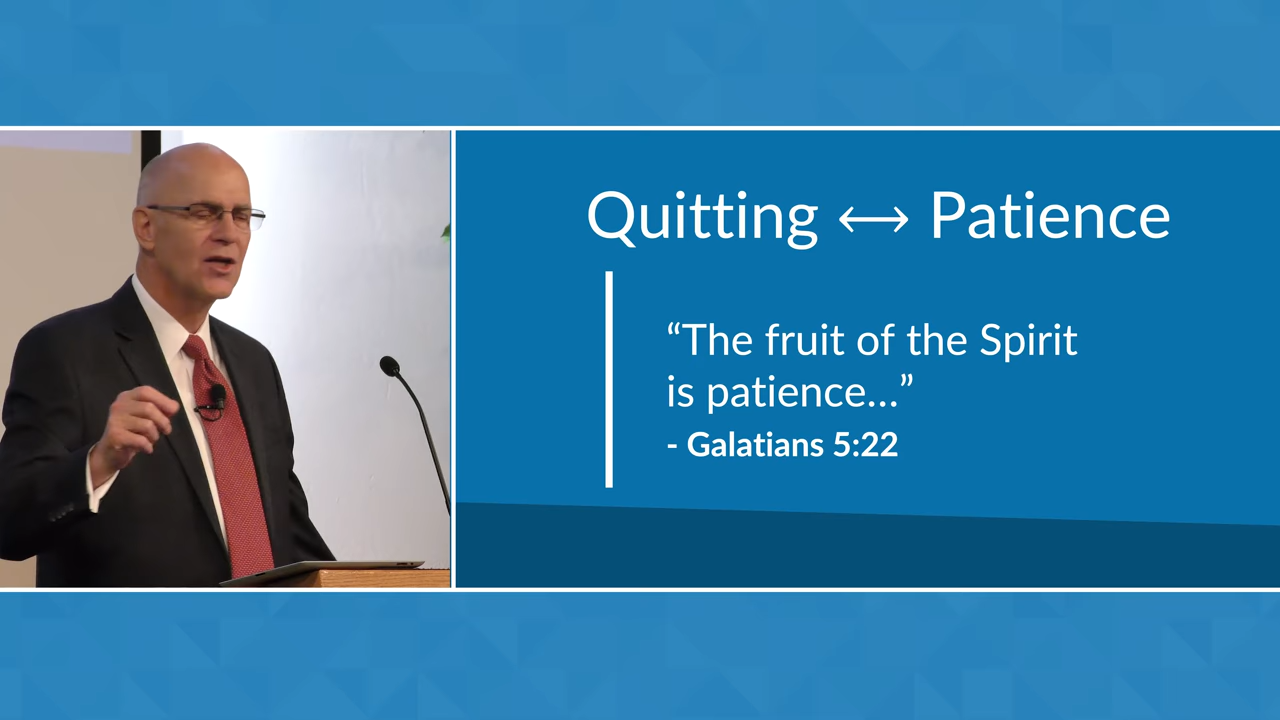 Quitting ⟷ Patience
“The fruit of the Spirit
is patience...”
- Galatians 5:22